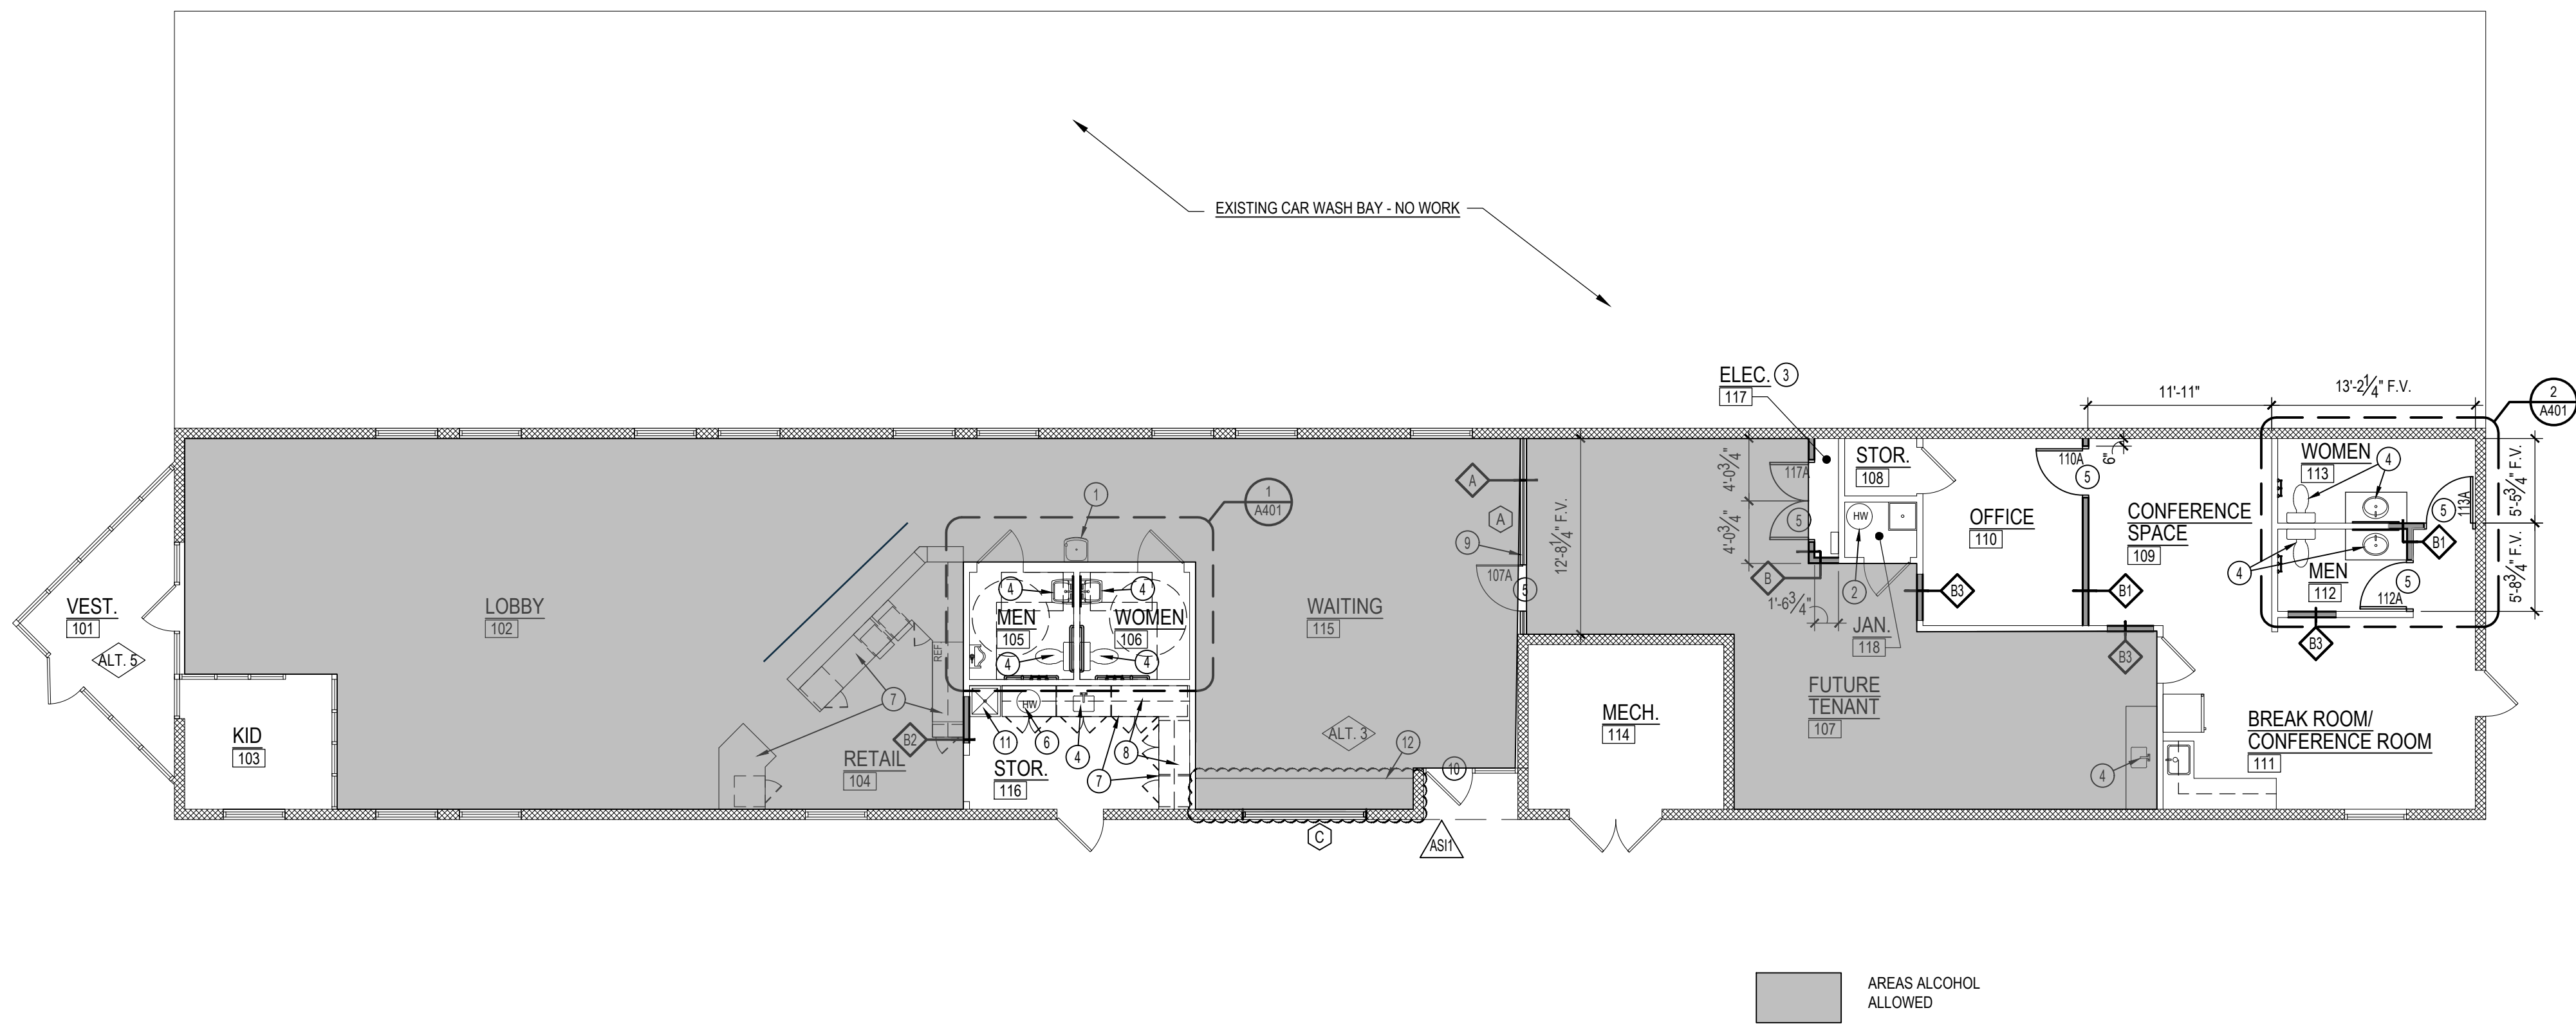 EXISTING CAR WASH BAY - NO WORK
ELEC. 3
117
11'-11"
13'-2 1/4" F.V.
2
A401
VEST.
101
ALT. 5
KID
103
LOBBY
102
RETAIL
104
REF
7
B2
1
1
A401
4
4
MEN
105
WOMEN
106
4
4
HW
11
6
4
7
8
STOR.
116
WAITING
115
ALT. 3
12
10
C
ASI1
A
A
9
107A
5
12'-8 1/4" F.V.
4'-0 3/4"
4'-0 3/4"
117A
5
B
1'-6 3/4"
STOR.
108
HW
2
JAN.
118
MECH.
114
FUTURE
TENANT
107
4
OFFICE
110
B3
110A
5
6"
B1
B3
CONFERENCE
SPACE
109
WOMEN
113
4
113A
5
B1
MEN
112
4
112A
5
B3
5'-5 3/4" F.V.
5'-8 3/4" F.V.
BREAK ROOM/
CONFERENCE ROOM
111
AREAS ALCOHOL
ALLOWED